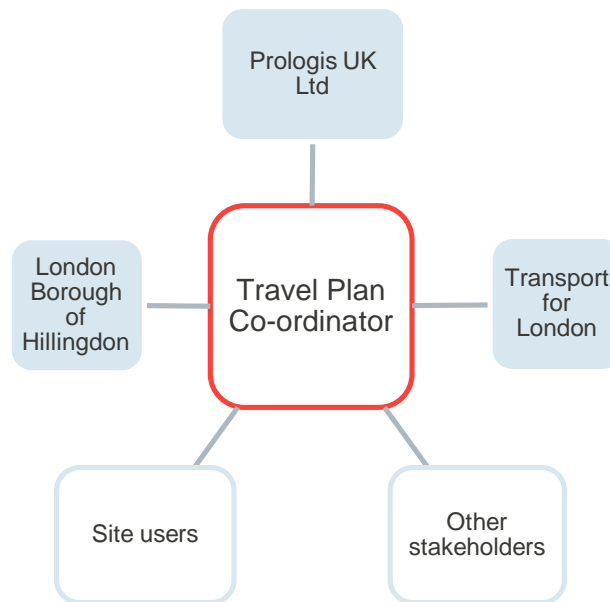 Prologis UK
Ltd
London
Borough
of
Hillingdon
Travel Plan
Co-ordinator
Transport
for
London
Site users
Other
stakeholders